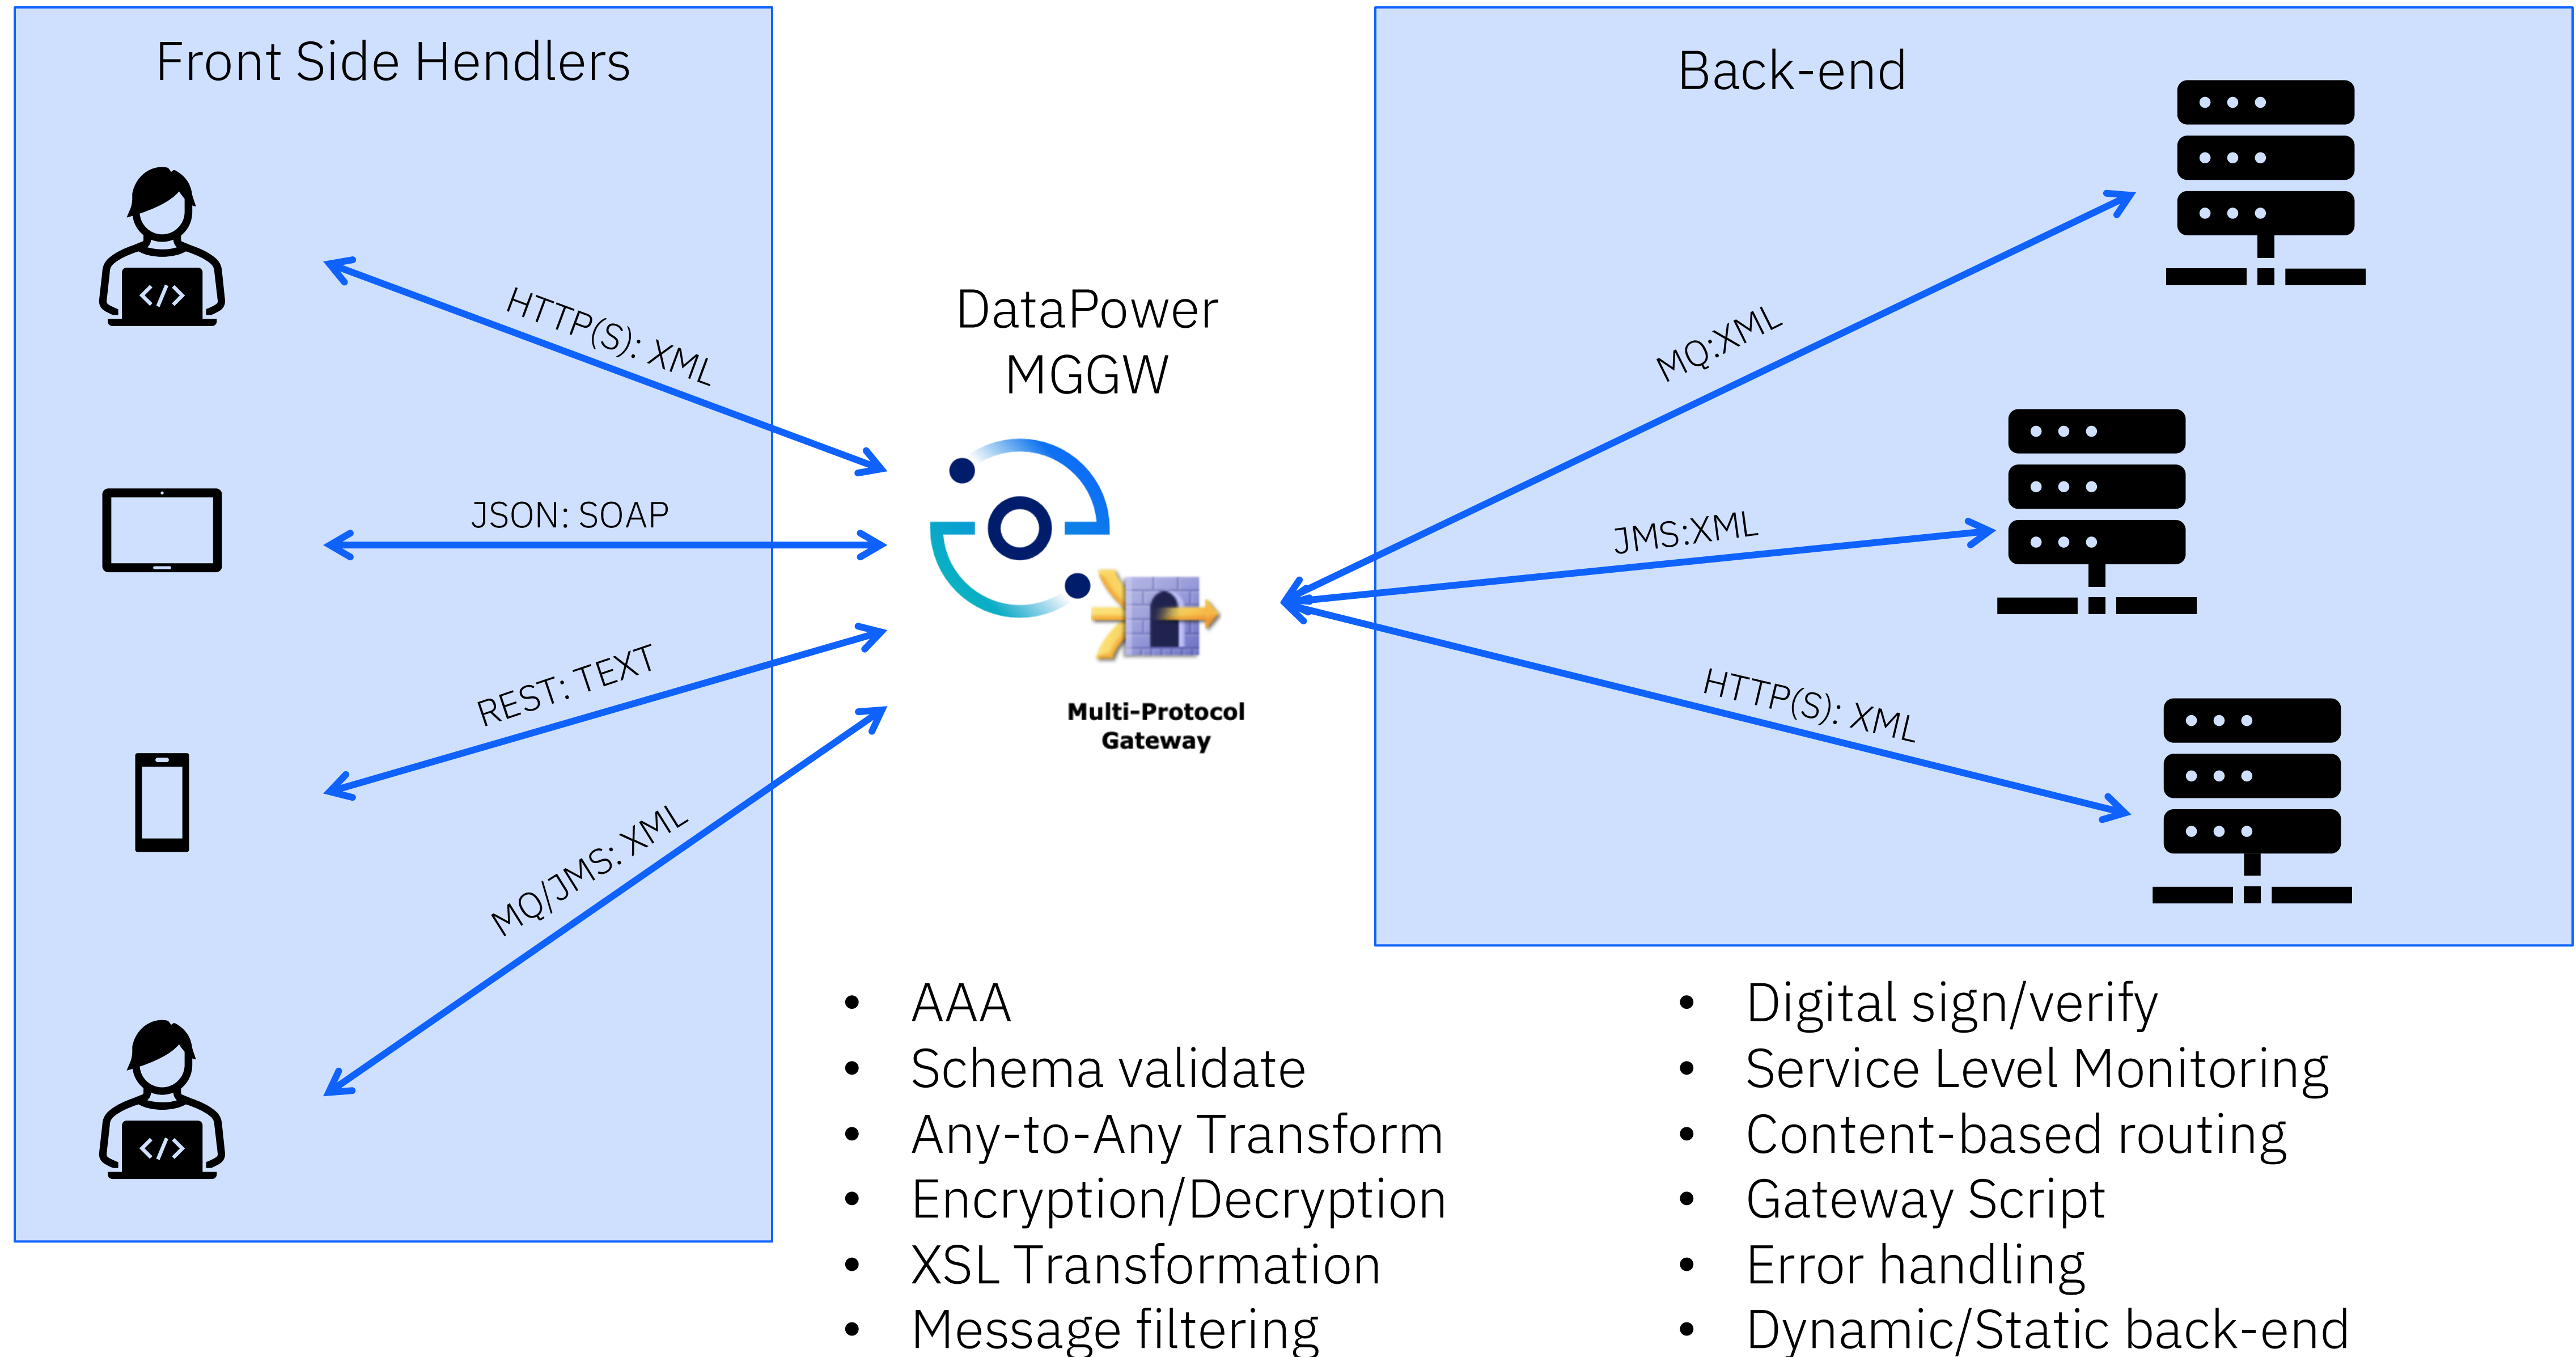 Front Side Hendlers
HTTP(S): XML
JSON: SOAP
REST: TEXT
MQ/JMS: XML
DataPower
MGGW
Multi-Protocol
Gateway
Back-end
MQ:XML
JMS:XML
HTTP(S): XML
• AAA
• Schema validate
• Any-to-Any Transform
• Encryption/Decryption
• XSL Transformation
• Message filtering
• Digital sign/verify
• Service Level Monitoring
• Content-based routing
• Gateway Script
• Error handling
• Dynamic/Static back-end